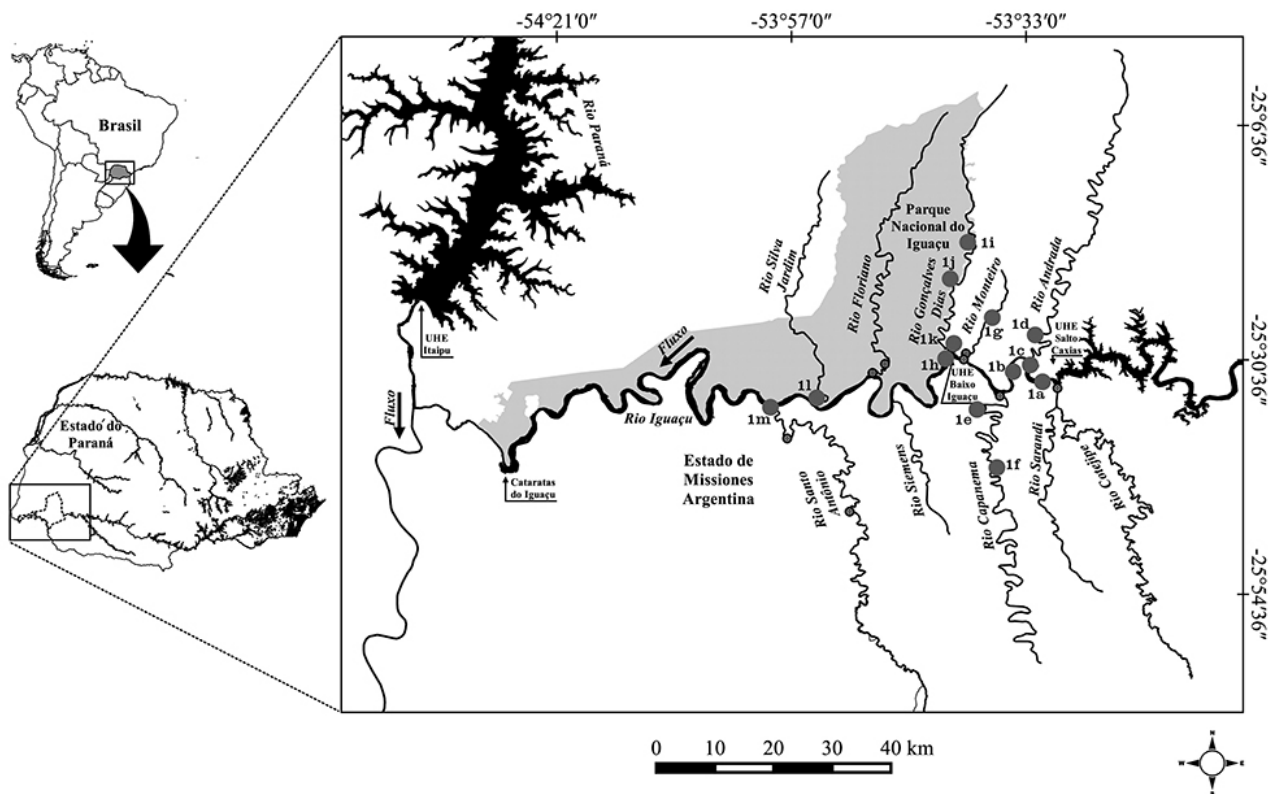 -54°21'0"
-53°57'0"
-53°33'0"
Brasil
Rio Paraná
-25°6'36"
Parque
Nacional do
Iguaçu
1i
Rio Silva
Jardim
Rio Floriano
1j
Rio Gonçalves
Dias
Rio Monteiro
Rio Andrada
1g
1d
UHE
Salto
Caxias
UHE
Itaipu
Fluxo
1k
1c
1h
1b
-25°30'36"
UHE
Baixo
Iguaçu
1a
Estado do
Paraná
Fluxo
1l
Rio Iguaçu
1m
1e
Cataratas
do Iguaçu
Estado de
Missiones
Argentina
Rio Santo
Antônio
Rio Siemens
1f
Rio Capanema
Rio Sarandi
Rio Cotejipe
-25°54'36"
0 10 20 30 40 km
N
W E
S